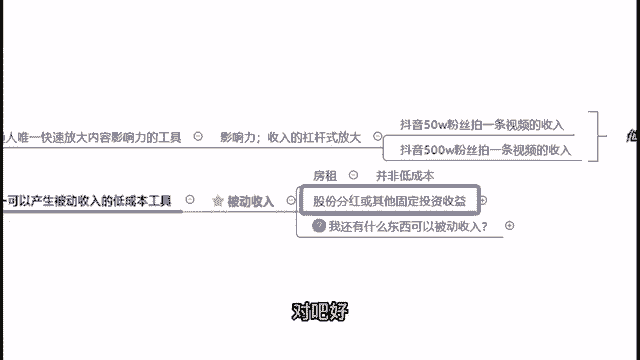 人唯一快速放大内容影响力的工具
影响力；收入的杠杆式放大
抖音50w粉丝拍一条视频的收入
抖音500w粉丝拍一条视频的收入
房租
并非低成本
一可以产生被动收入的低成本工具
被动收入
股份分红或其他固定投资收益
我还有什么东西可以被动收入？
对吧好